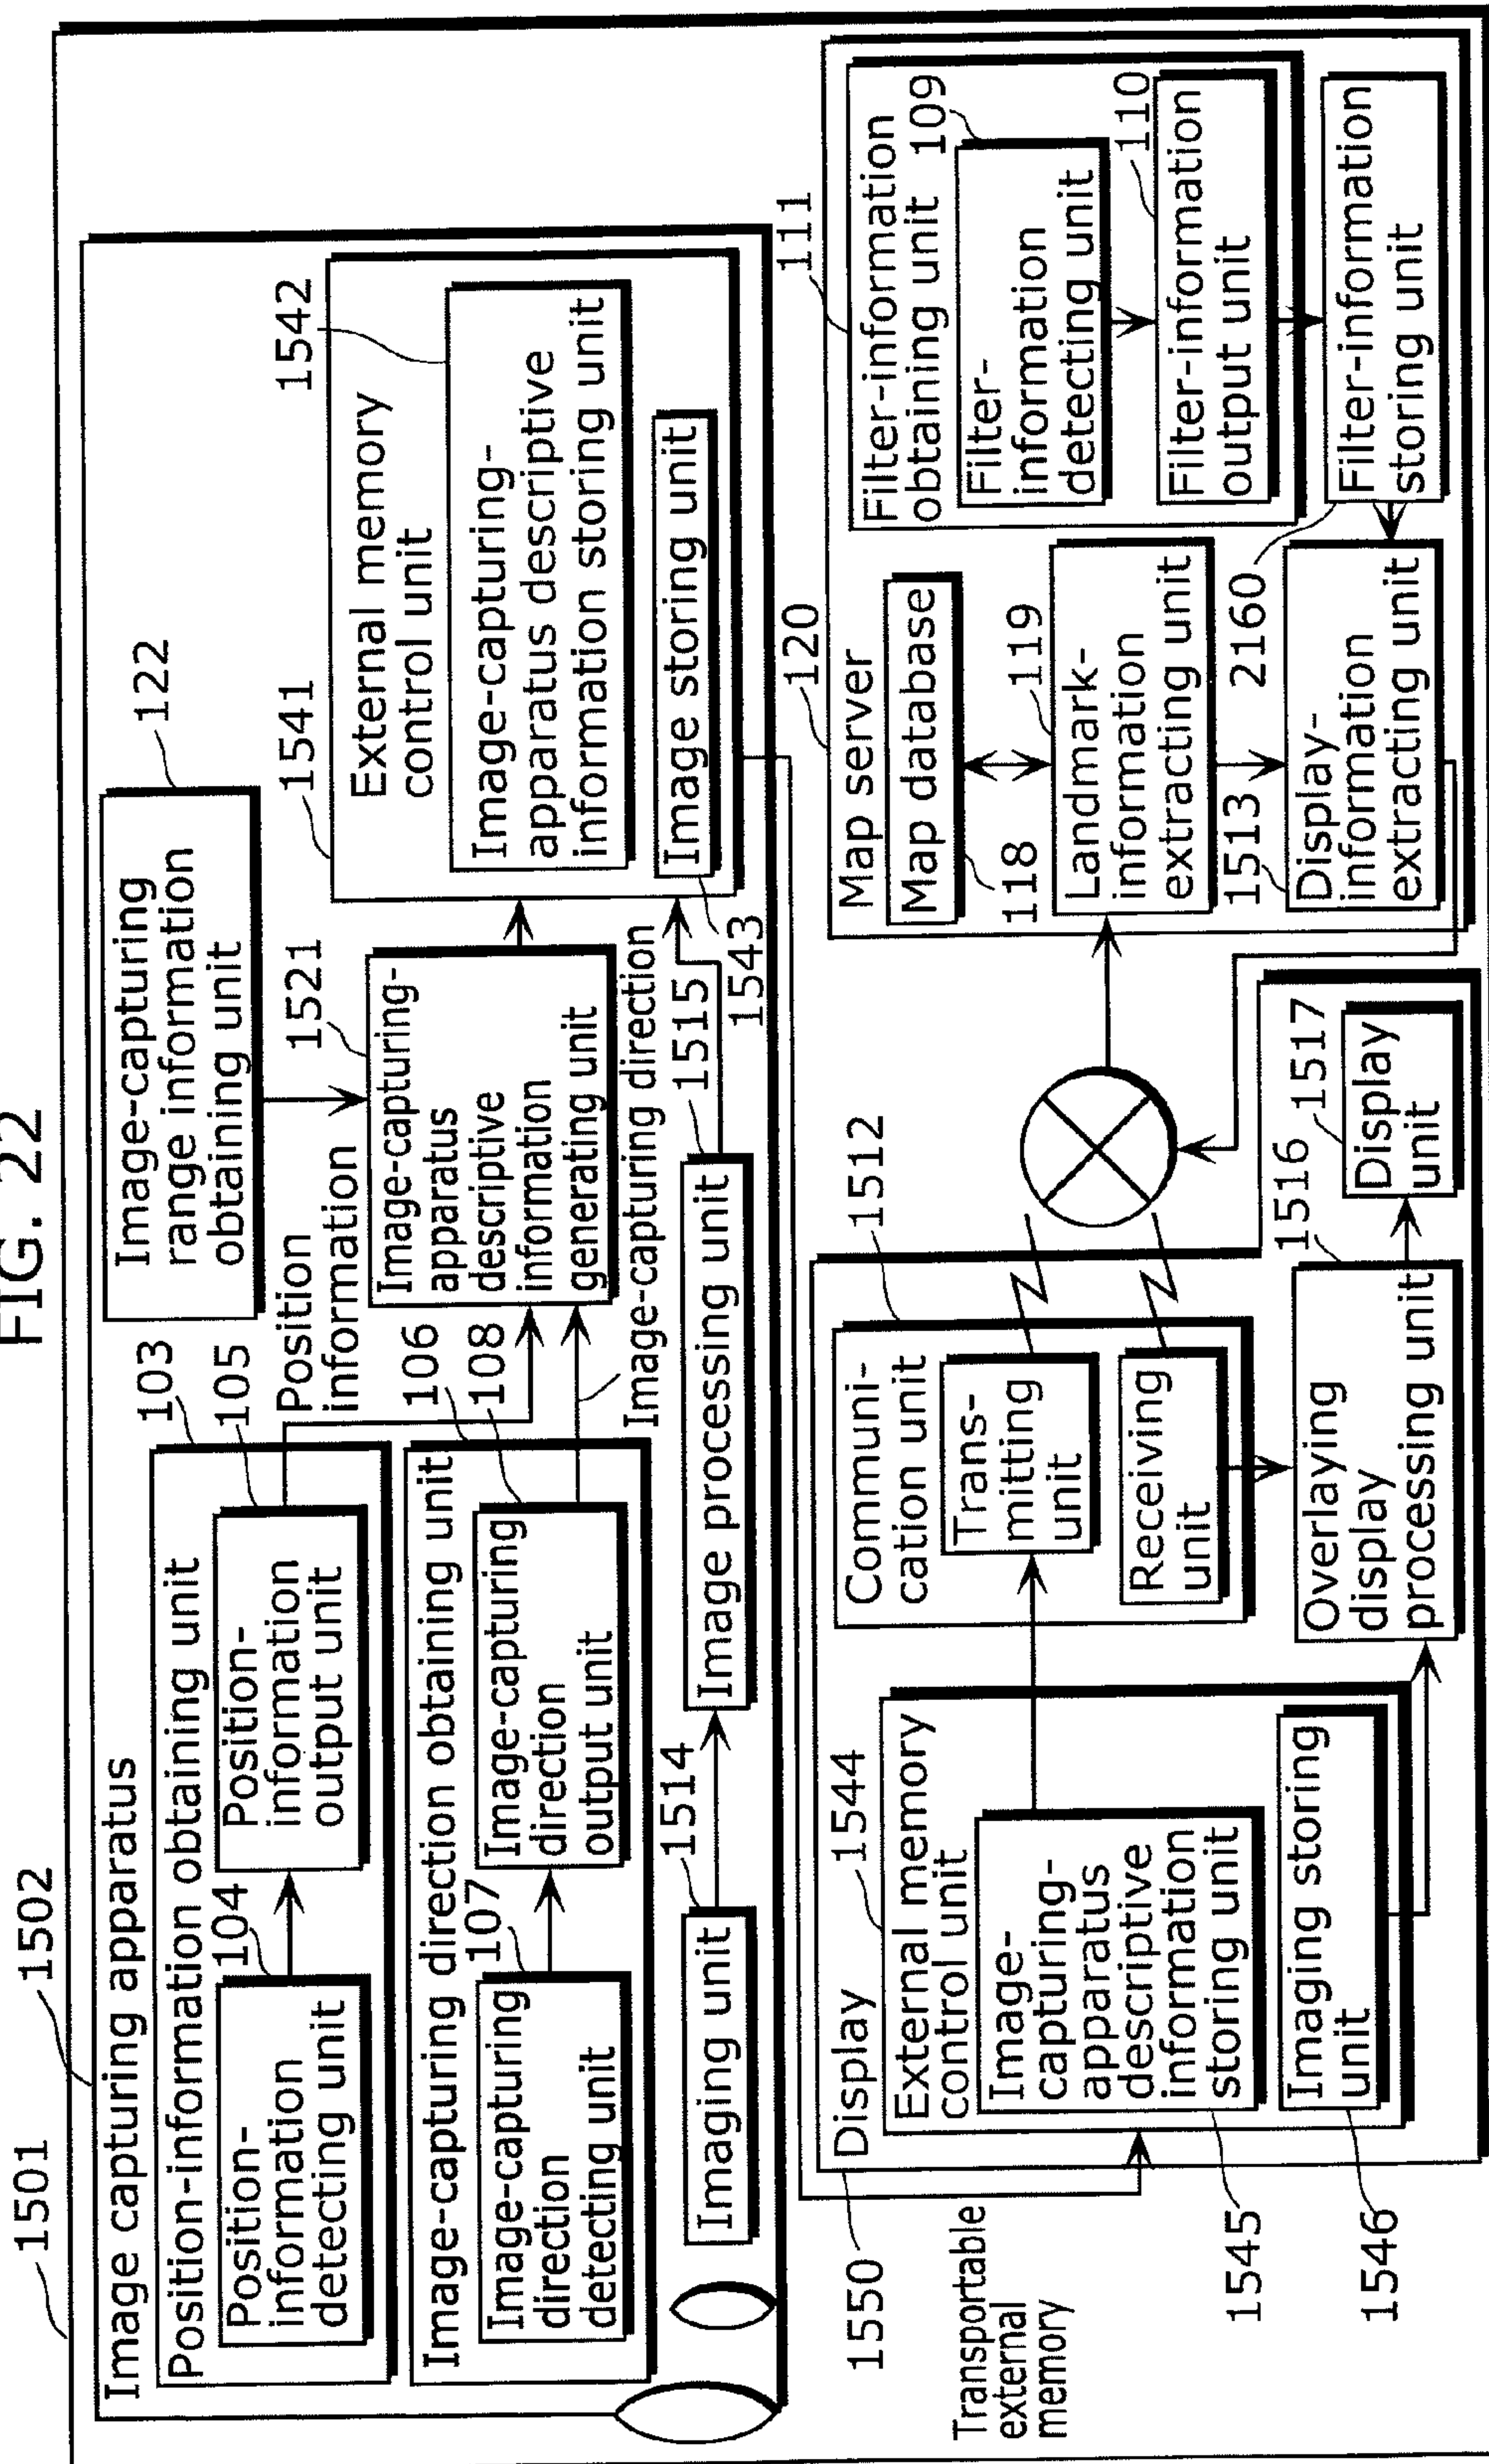 FIG. 22
1501
1502
Image capturing apparatus
Position-information obtaining unit
103
104
Position-
information
detecting unit
105
Position-
information
output unit
Position
information
Image-capturing
range information
obtaining unit
122
Image-capturing direction obtaining unit
106
107
Image-capturing
direction
detecting unit
108
Image-capturing
direction
output unit
Image-capturing direction
1521
Image-capturing-
apparatus
descriptive
information
generating unit
1541
External memory
control unit
1542
Image-capturing-
apparatus descriptive
information storing unit
Image storing unit
1543
1514
Imaging unit
Image processing unit
1515
1550
Display
Transportable
external
memory
1544
External memory
control unit
Image-
capturing-
apparatus
descriptive
information
storing unit
1545
Imaging storing
unit
1546
1512
Communi-
cation unit
Trans-
mitting
unit
Receiving
unit
Overlaying
display
processing unit
1516
1517
Display
unit
120
Map server
Map database
118
119
Landmark-
information
extracting unit
1513
Display-
information
extracting unit
111
Filter-information
obtaining unit
109
Filter-
information
detecting unit
110
Filter-information
output unit
2160
Filter-information
storing unit